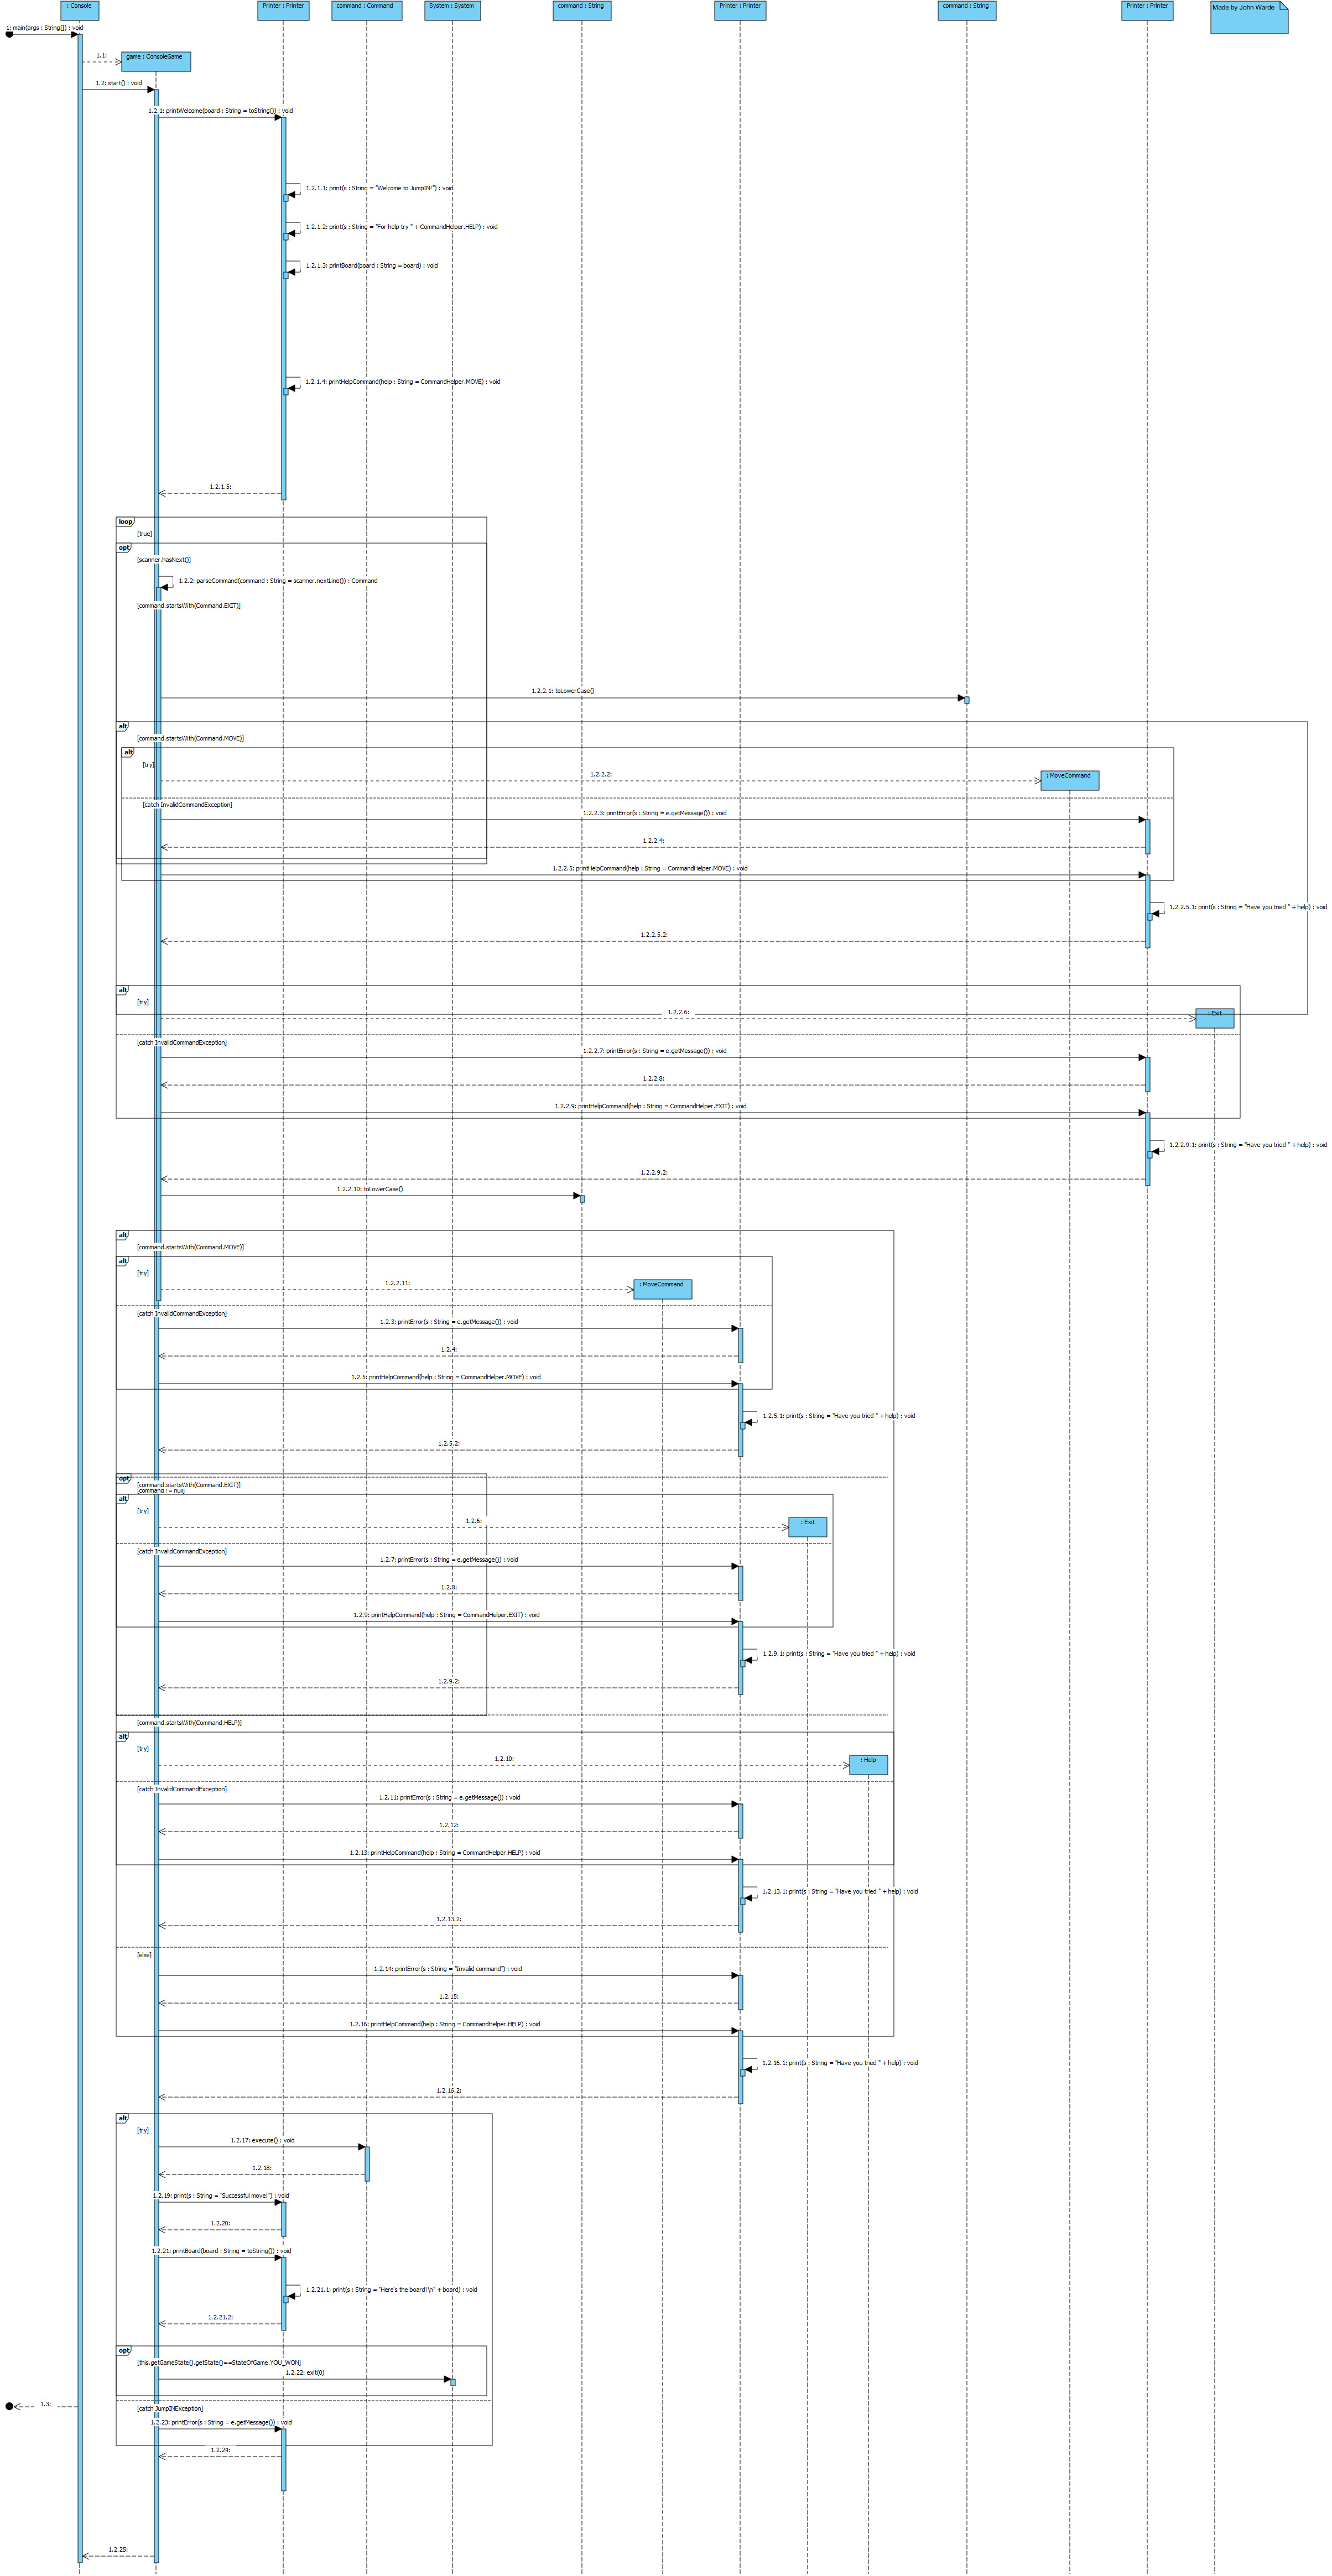 : Console
Printer : Printer
command : Command
System : System
command : String
Printer : Printer
command : String
Printer : Printer
Made by John Warde
1: main(args : String[]) : void
1.1:
game : ConsoleGame
1.2: start() : void
1.2.1: printWelcome(board : String = toString()) : void
1.2.1.1: print(s : String = "Welcome to JumpIN!") : void
1.2.1.2: print(s : String = "For help try " + CommandHelper.HELP) : void
1.2.1.3: printBoard(board : String = board) : void
1.2.1.4: printHelpCommand(help : String = CommandHelper.MOVE) : void
1.2.1.5:
loop
[true]
opt
[scanner.hasNext()]
1.2.2: parseCommand(command : String = scanner.nextLine()) : Command
[command.startsWith(Command.EXIT)]
1.2.2.1: toLowerCase()
alt
[command.startsWith(Command.MOVE)]
alt
[try]
1.2.2.2:
: MoveCommand
[catch InvalidCommandException]
1.2.2.3: printError(s : String = e.getMessage()) : void
1.2.2.4:
1.2.2.5: printHelpCommand(help : String = CommandHelper.MOVE) : void
1.2.2.5.1: print(s : String = "Have you tried " + help) : void
1.2.2.5.2:
alt
[try]
1.2.2.6:
: Exit
[catch InvalidCommandException]
1.2.2.7: printError(s : String = e.getMessage()) : void
1.2.2.8:
1.2.2.9: printHelpCommand(help : String = CommandHelper.EXIT) : void
1.2.2.9.1: print(s : String = "Have you tried " + help) : void
1.2.2.9.2:
1.2.2.10: toLowerCase()
alt
[command.startsWith(Command.MOVE)]
alt
[try]
1.2.2.11:
: MoveCommand
[catch InvalidCommandException]
1.2.3: printError(s : String = e.getMessage()) : void
1.2.4:
1.2.5: printHelpCommand(help : String = CommandHelper.MOVE) : void
1.2.5.1: print(s : String = "Have you tried " + help) : void
1.2.5.2:
opt
[command.startsWith(Command.EXIT)]
[command != null]
alt
[try]
1.2.6:
: Exit
[catch InvalidCommandException]
1.2.7: printError(s : String = e.getMessage()) : void
1.2.8:
1.2.9: printHelpCommand(help : String = CommandHelper.EXIT) : void
1.2.9.1: print(s : String = "Have you tried " + help) : void
1.2.9.2:
[command.startsWith(Command.HELP)]
alt
[try]
1.2.10:
: Help
[catch InvalidCommandException]
1.2.11: printError(s : String = e.getMessage()) : void
1.2.12:
1.2.13: printHelpCommand(help : String = CommandHelper.HELP) : void
1.2.13.1: print(s : String = "Have you tried " + help) : void
1.2.13.2:
[else]
1.2.14: printError(s : String = "Invalid command") : void
1.2.15:
1.2.16: printHelpCommand(help : String = CommandHelper.HELP) : void
1.2.16.1: print(s : String = "Have you tried " + help) : void
1.2.16.2:
alt
[try]
1.2.17: execute() : void
1.2.18:
1.2.19: print(s : String = "Successful move!") : void
1.2.20:
1.2.21: printBoard(board : String = toString()) : void
1.2.21.1: print(s : String = "Here's the board!\n" + board) : void
1.2.21.2:
opt
[this.getGameState().getState()==StateOfGame.YOU_WON]
1.2.22: exit(0)
1.3:
[catch JumpINException]
1.2.23: printError(s : String = e.getMessage()) : void
1.2.24:
1.2.25: